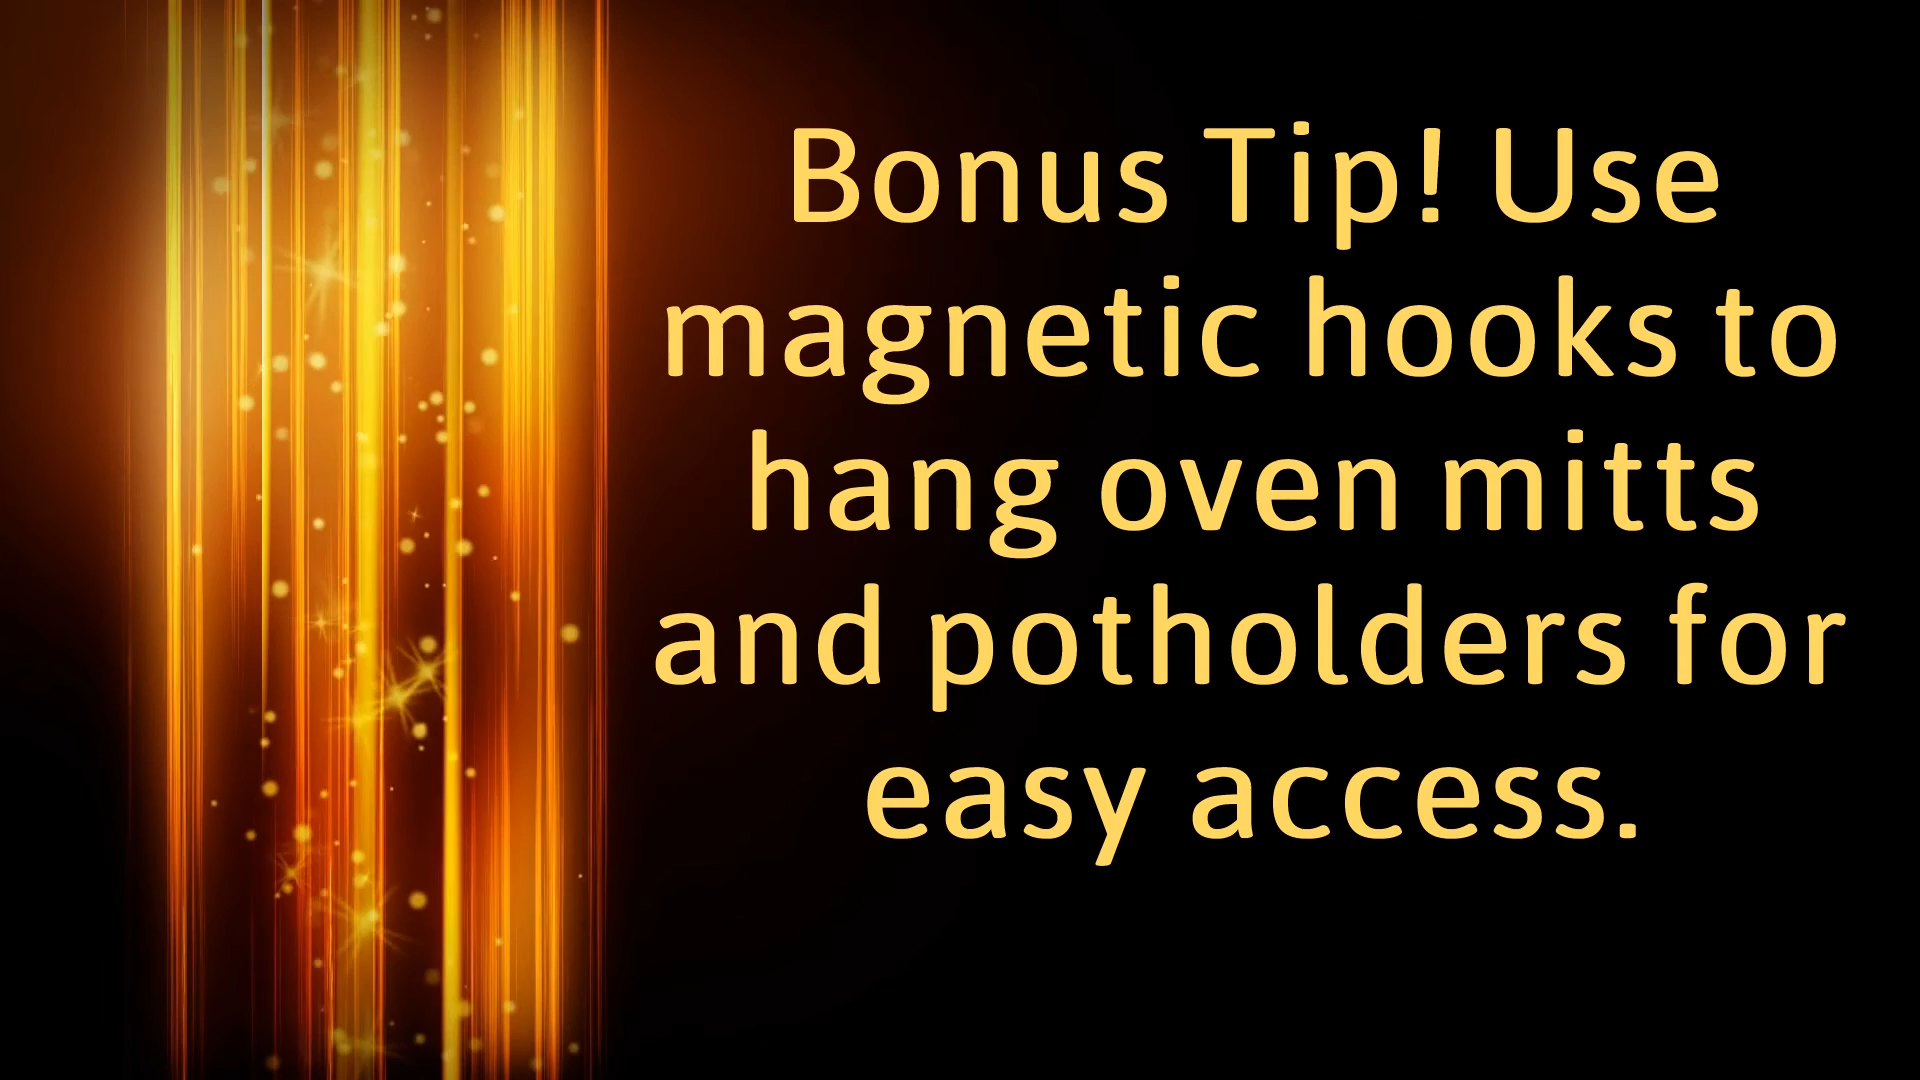 Bonus Tip! Use
magnetic hooks to
hang oven mitts
and potholders for
easy access.